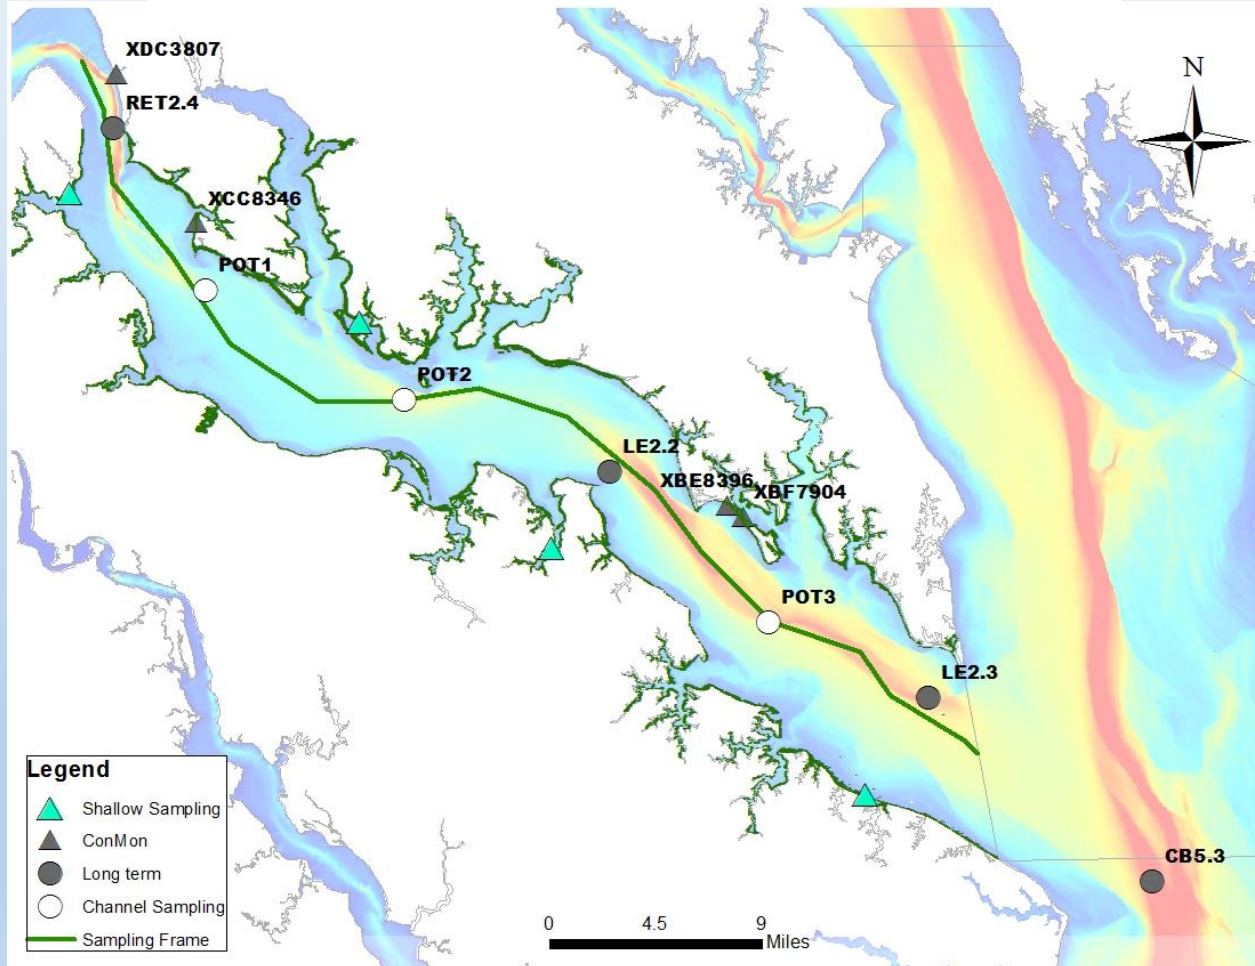 XDC3807
N
RET2.4
XCC8346
POT1
POT2
LE2.2
XBE8396
XBF7904
POT3
LE2.3
CB5.3
Legend
Shallow Sampling
ConMon
Long term
Channel Sampling
Sampling Frame
0 4.5 9
Miles